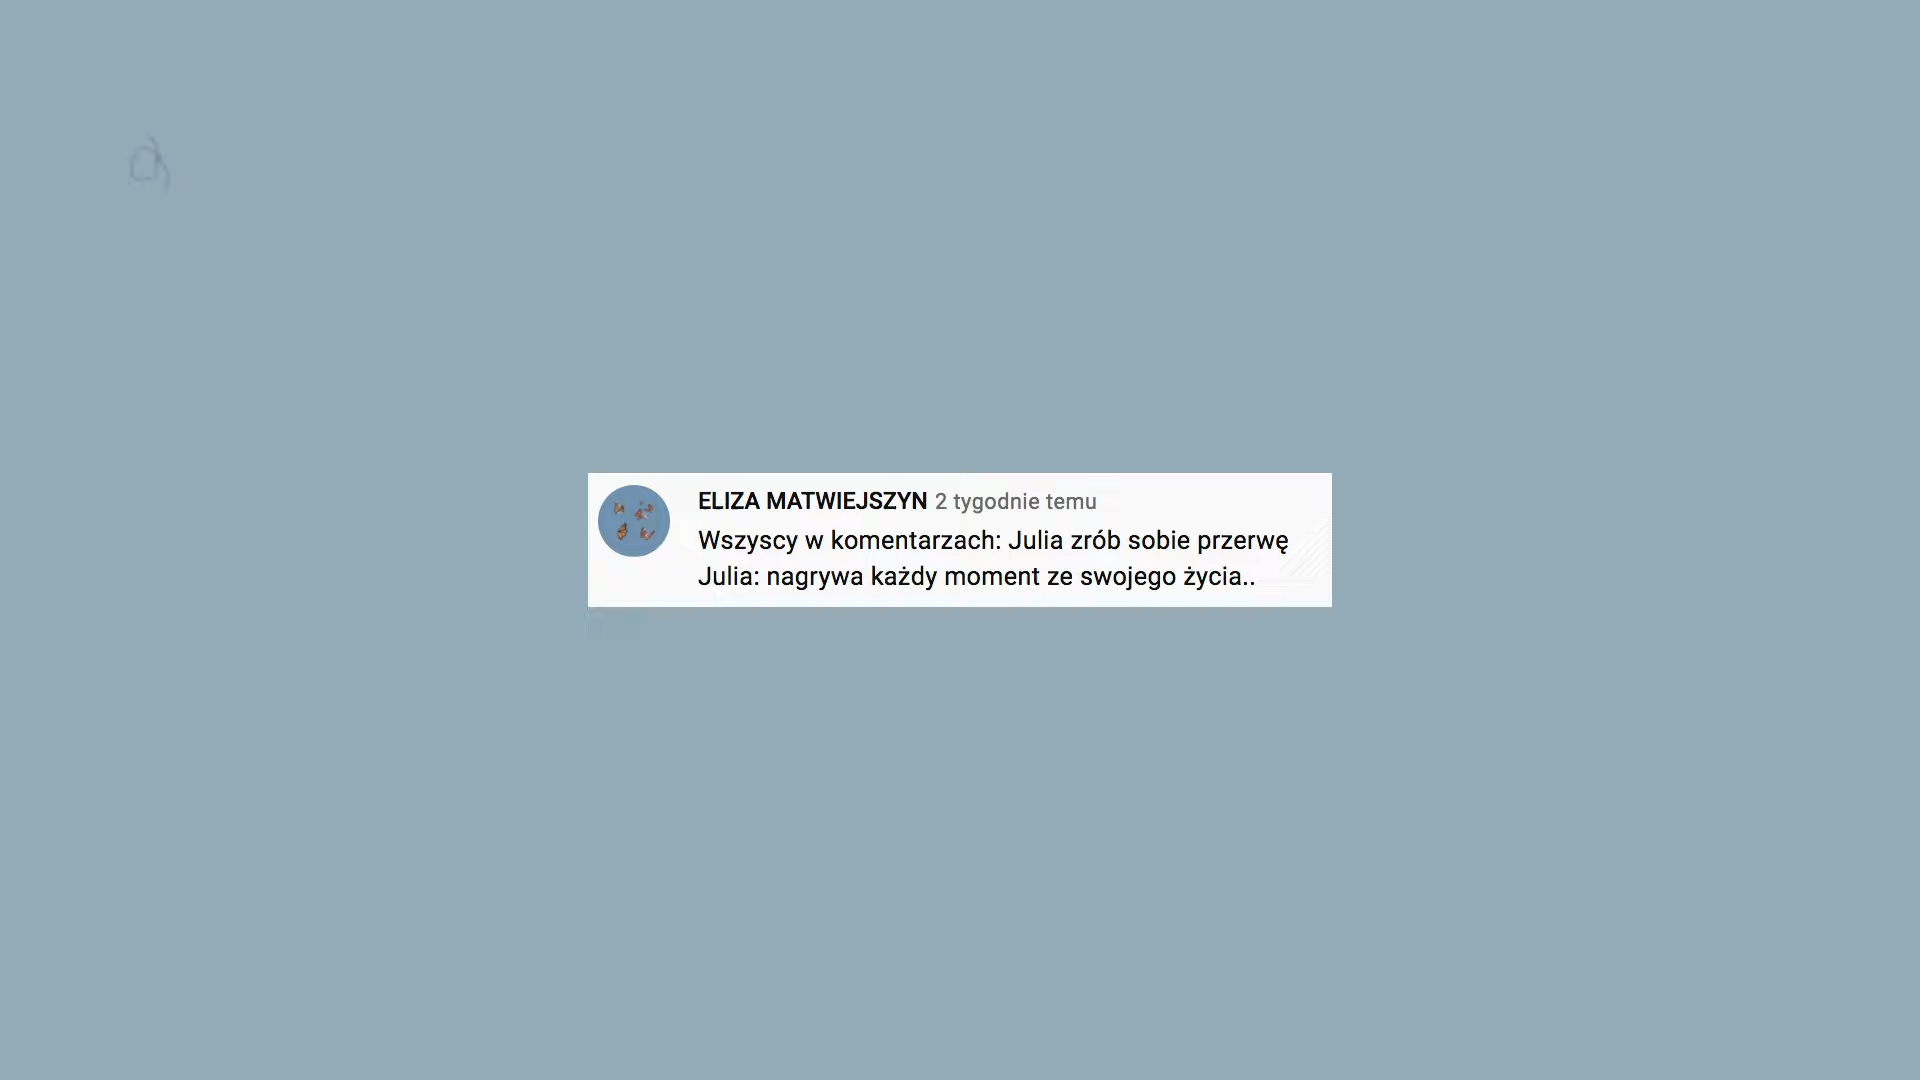 ELIZA MATWIEJSZYN 2 tygodnie temu
Wszyscy w komentarzach: Julia zrób sobie przerwę
Julia: nagrywa każdy moment ze swojego życia..